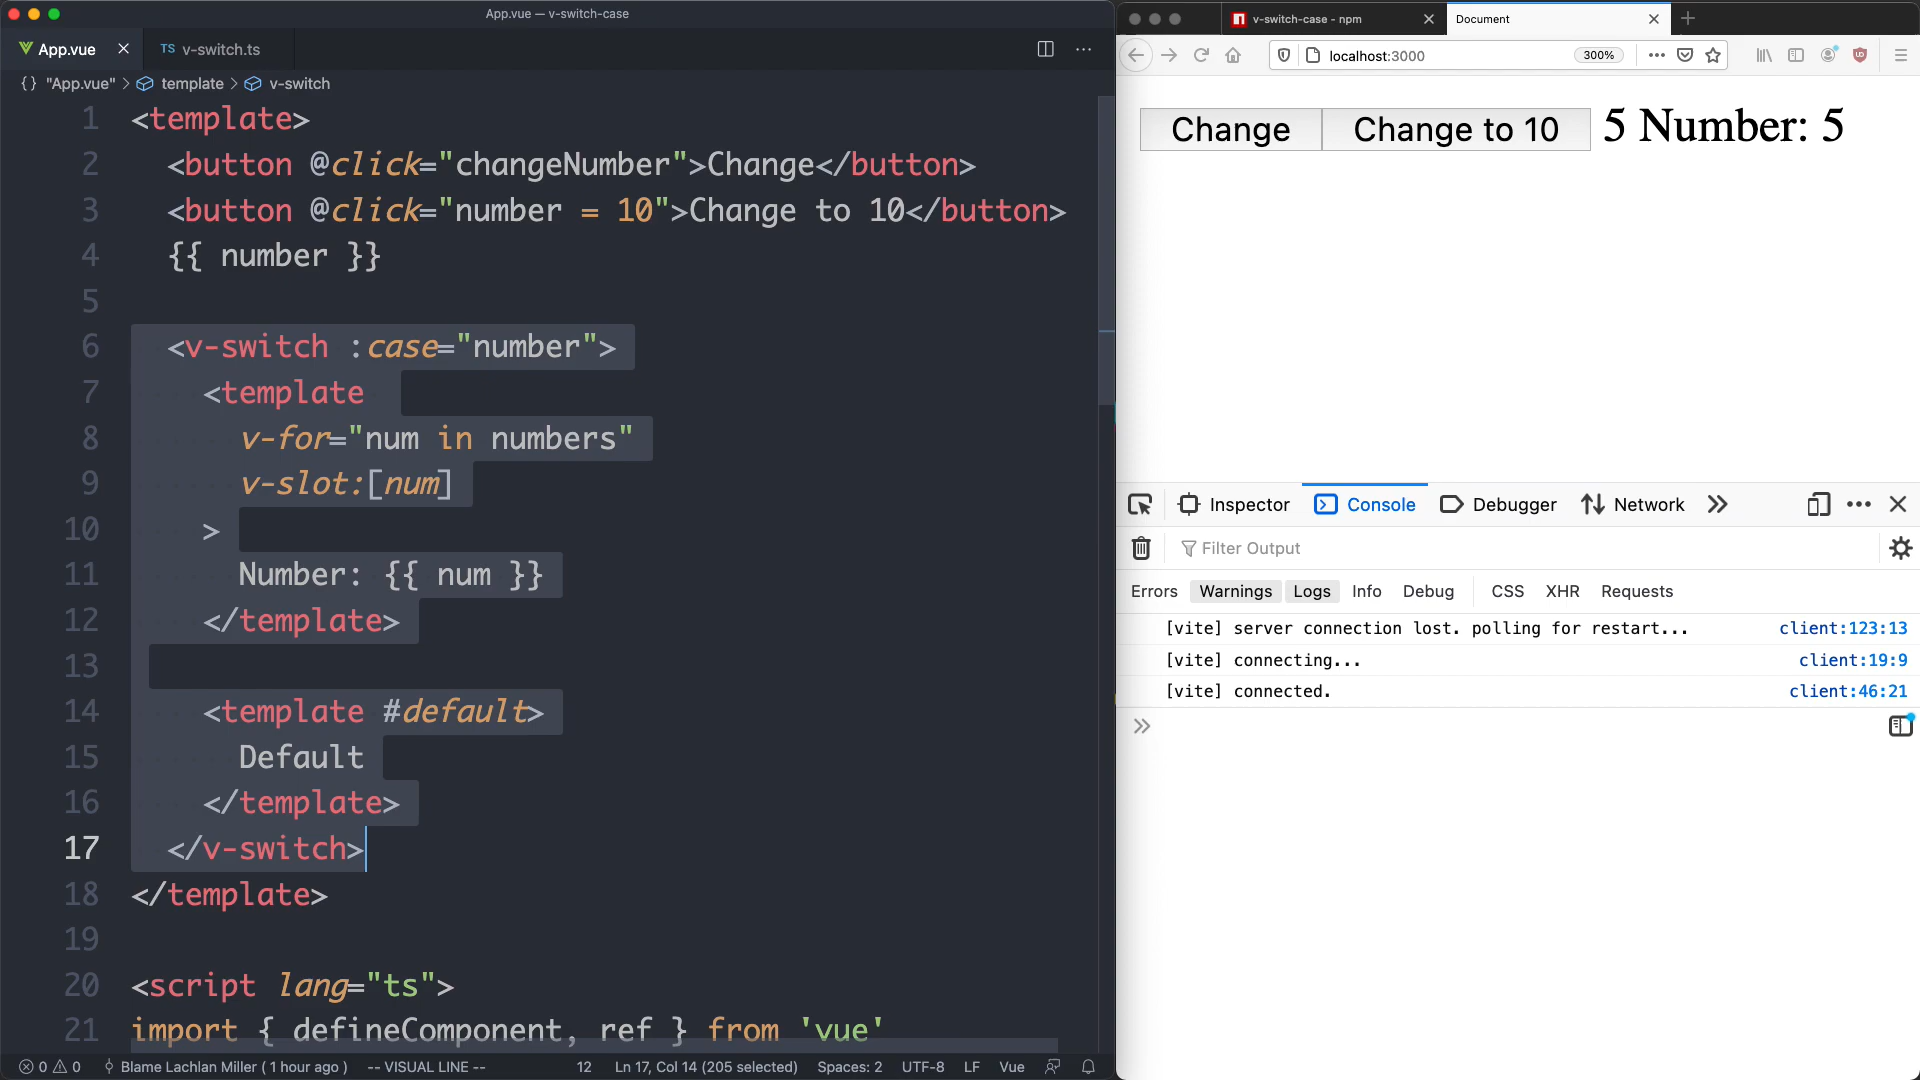 App.vue — v-switch-case
App.vue
TS v-switch.ts
{} "App.vue" > template > v-switch
1 <template>
2 <button @click="changeNumber">Change</button>
3 <button @click="number = 10">Change to 10</button>
4 {{ number }}
5
6 <v-switch :case="number">
7 <template
8 v-for="num in numbers"
9 v-slot:[num]
10 >
11 Number: {{ num }}
12 </template>
13
14 <template #default>
15 Default
16 </template>
17 </v-switch>
18 </template>
19
20 <script lang="ts">
21 import { defineComponent, ref } from 'vue'
0 0 Blame Lachlan Miller ( 1 hour ago ) -- VISUAL LINE -- 12 Ln 17, Col 14 (205 selected) Spaces: 2 UTF-8 LF Vue
v-switch-case - npm
Document
localhost:3000
300%
Change
Change to 10
5 Number: 5
Inspector
Console
Debugger
Network
Filter Output
Errors Warnings Logs Info Debug CSS XHR Requests
[vite] server connection lost. polling for restart... client:123:13
[vite] connecting... client:19:9
[vite] connected. client:46:21